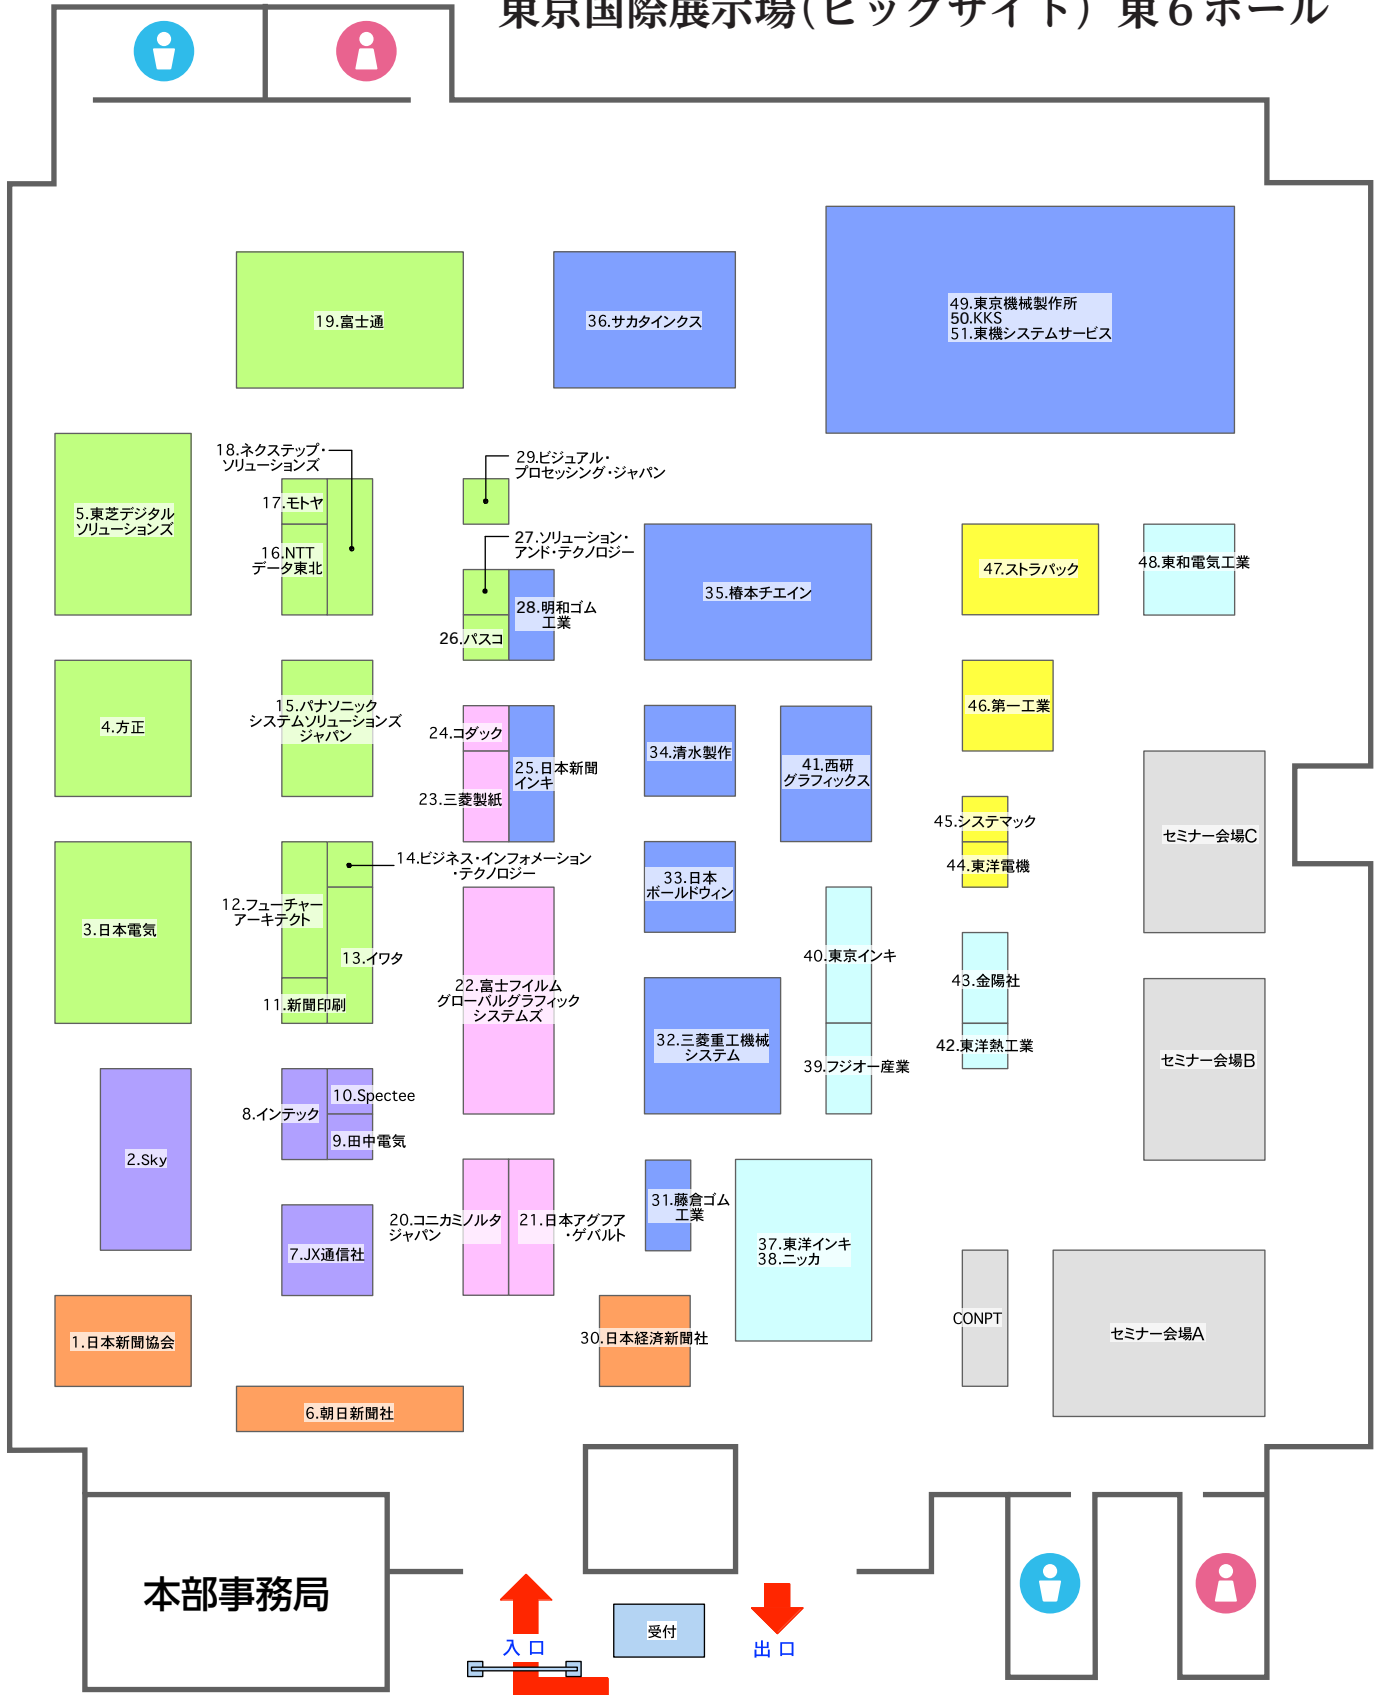 東京国際展示場(ビッグサイト) 東6ホール
19.富士通
36.サカタインクス
49.東京機械製作所
50.KKS
51.東機システムサービス
18.ネクステップ・
ソリューションズ
29.ビジュアル・
プロセッシング・ジャパン
17.モトヤ
5.東芝デジタル
ソリューションズ
16.NTT
データ東北
27.ソリューション・
アンド・テクノロジー
28.明和ゴム
工業
26.パスコ
35.椿本チエイン
47.ストラパック
48.東和電気工業
4.方正
15.パナソニック
システムソリューションズ
ジャパン
24.コダック
25.日本新聞
インキ
23.三菱製紙
34.清水製作
41.西研
グラフィックス
46.第一工業
45.システマック
44.東洋電機
セミナー会場C
14.ビジネス・インフォメーション
・テクノロジー
12.フューチャー
アーキテクト
3.日本電気
13.イワタ
11.新聞印刷
33.日本
ボールドウィン
22.富士フイルム
グローバルグラフィック
システムズ
40.東京インキ
43.金陽社
32.三菱重工機械
システム
39.フジオー産業
42.東洋熱工業
セミナー会場B
10.Spectee
8.インテック
9.田中電気
2.Sky
7.JX通信社
20.コニカミノルタ
ジャパン
21.日本アグフア
・ゲバルト
31.藤倉ゴム
工業
37.東洋インキ
38.ニッカ
1.日本新聞協会
30.日本経済新聞社
CONPT
セミナー会場A
6.朝日新聞社
本部事務局
入口
受付
出口